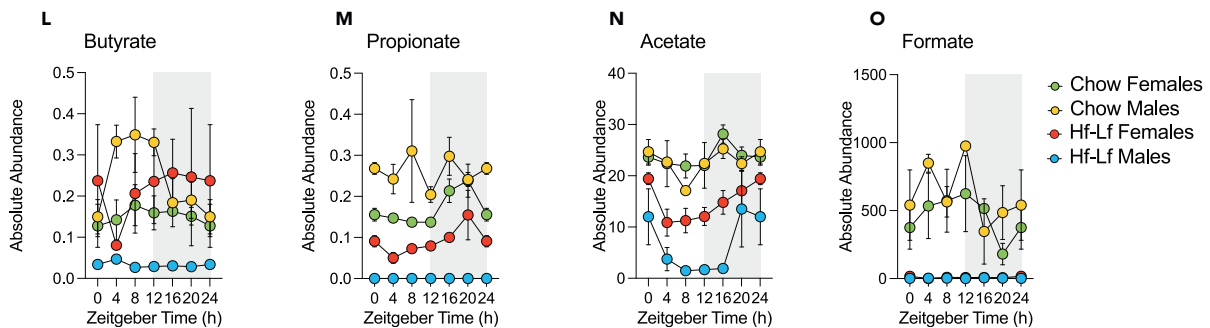 L
Butyrate
Absolute Abundance
0.5
0.4
0.3
0.2
0.1
0.0
0 4 8 12 16 20 24
Zeitgeber Time (h)
M
Propionate
Absolute Abundance
0.5
0.4
0.3
0.2
0.1
0.0
0 4 8 12 16 20 24
Zeitgeber Time (h)
N
Acetate
Absolute Abundance
40
30
20
10
0
0 4 8 12 16 20 24
Zeitgeber Time (h)
O
Formate
Absolute Abundance
1500
1000
500
0
0 4 8 12 16 20 24
Zeitgeber Time (h)
Chow Females
Chow Males
Hf-Lf Females
Hf-Lf Males